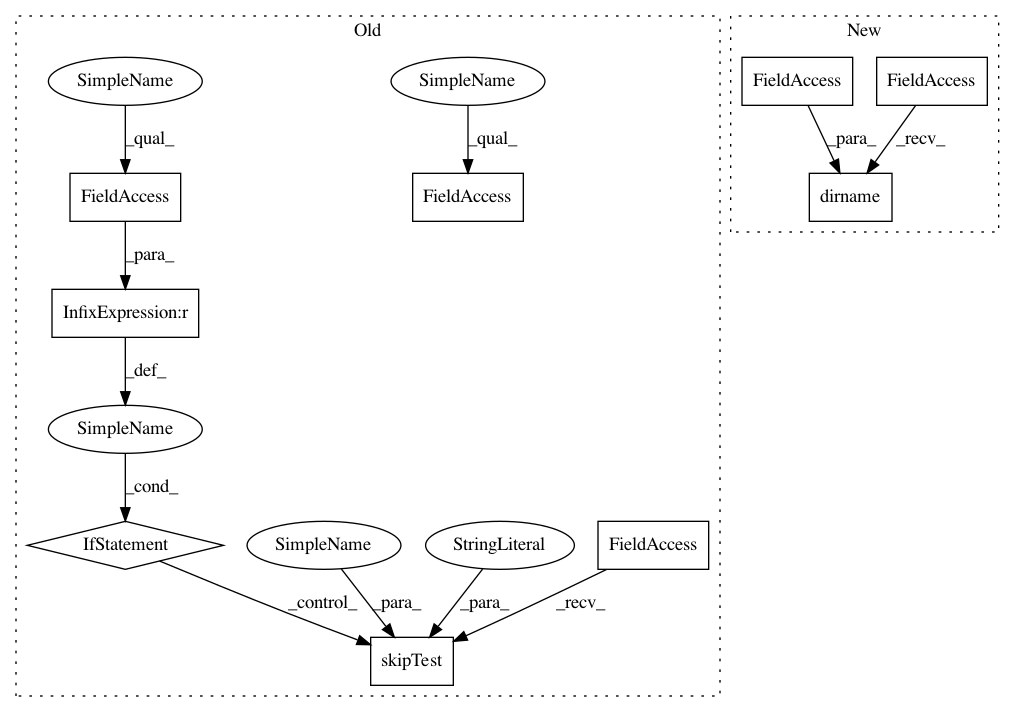 Old
New
SimpleName
SimpleName
FieldAccess
FieldAccess
_qual_
_qual_
_para_
_recv_
FieldAccess
FieldAccess
dirname
_para_
InfixExpression:r
_def_
SimpleName
_cond_
IfStatement
SimpleName
StringLiteral
FieldAccess
_control_
_para_
_para_
_recv_
skipTest